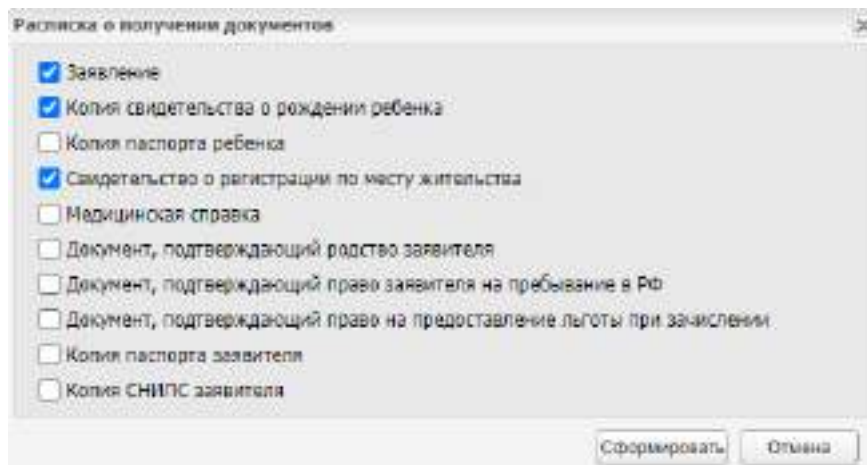 Расписка о получении документов
Заявление
Копия свидетельства о рождении ребенка
Копия паспорта ребенка
Свидетельство о регистрации по месту жительства
Медицинская справка
Документ, подтверждающий родство заявителя
Документ, подтверждающий право заявителя на пребывание в РФ
Документ, подтверждающий право на предоставление льготы при зачислении
Копия паспорта заявителя
Копия СНИЛС заявителя
Сформировать Отмена